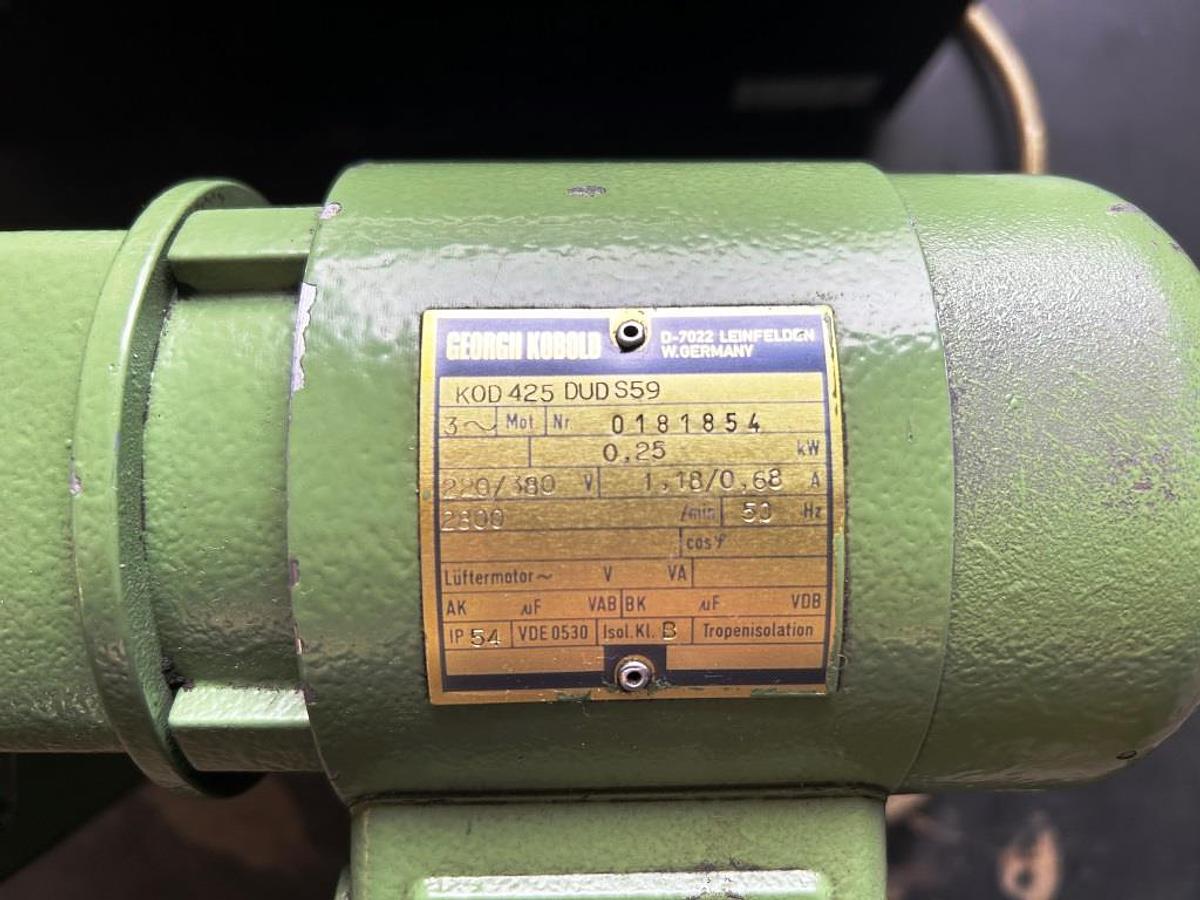 GEORGII KOBOLD
D-7022 LEINFELDEN
W.GERMANY
KOD 425 DUD S59
3~ Mot. Nr. 0181854
0,25 kW
220/380 V 1,18/0,68 A
2800 /min 50 Hz
cos φ
Lüftermotor ~ V VA
AK µF VAB BK µF VDB
IP 54 VDE 0530 Isol. Kl. B Tropenisolation